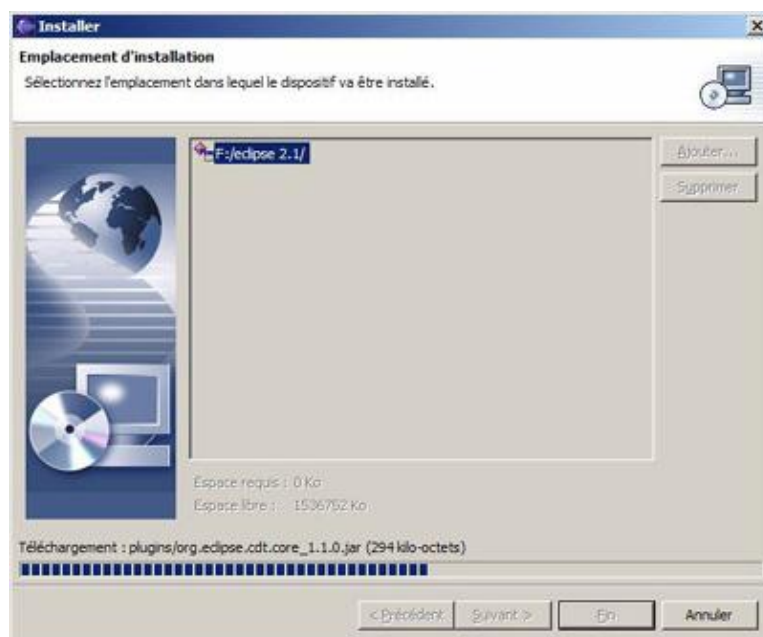 Installer
Emplacement d'installation
Sélectionnez l'emplacement dans lequel le dispositif va être installé.
F:/eclipse 2.1/
Ajouter...
Supprimer
Espace requis : 0 Ko
Espace libre : 1536752 Ko
Téléchargement : plugins/org.eclipse.cdt.core_1.1.0.jar (294 kilo-octets)
< Précédent
Suivant >
Fin
Annuler